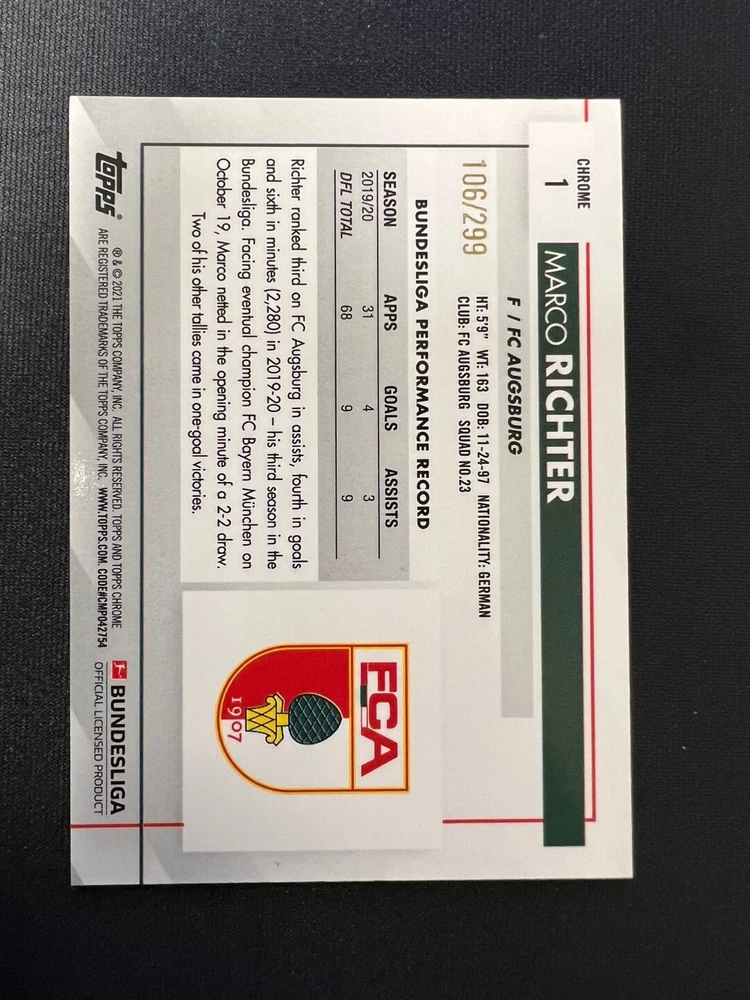 CHROME
1
MARCO RICHTER
F / FC AUGSBURG
HT: 5'9" WT: 163 DOB: 11-24-97 NATIONALITY: GERMAN
CLUB: FC AUGSBURG SQUAD NO.23
106/299
BUNDESLIGA PERFORMANCE RECORD
SEASON APPS GOALS ASSISTS
2019/20 31 4 3
DFL TOTAL 68 9 9
Richter ranked third on FC Augsburg in assists, fourth in goals
and sixth in minutes (2,280) in 2019-20 – his third season in the
Bundesliga. Facing eventual champion FC Bayern München on
October 19, Marco netted in the opening minute of a 2-2 draw.
Two of his other tallies came in one-goal victories.
FCA
1907
topps®
® & © 2021 THE TOPPS COMPANY, INC. ALL RIGHTS RESERVED. TOPPS AND TOPPS CHROME
ARE REGISTERED TRADEMARKS OF THE TOPPS COMPANY, INC. WWW.TOPPS.COM. CODE#CMP042754
BUNDESLIGA
OFFICIAL LICENSED PRODUCT